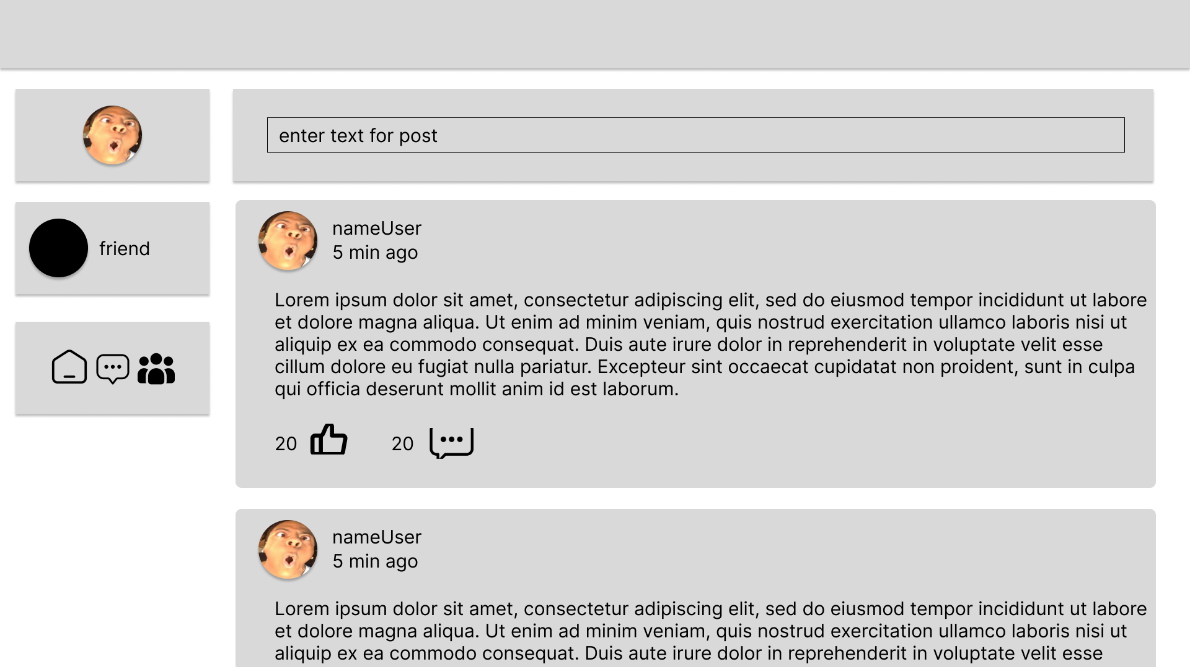 enter text for post
friend
nameUser
5 min ago
Lorem ipsum dolor sit amet, consectetur adipiscing elit, sed do eiusmod tempor incididunt ut labore
et dolore magna aliqua. Ut enim ad minim veniam, quis nostrud exercitation ullamco laboris nisi ut
aliquip ex ea commodo consequat. Duis aute irure dolor in reprehenderit in voluptate velit esse
cillum dolore eu fugiat nulla pariatur. Excepteur sint occaecat cupidatat non proident, sunt in culpa
qui officia deserunt mollit anim id est laborum.
20 20
nameUser
5 min ago
Lorem ipsum dolor sit amet, consectetur adipiscing elit, sed do eiusmod tempor incididunt ut labore
et dolore magna aliqua. Ut enim ad minim veniam, quis nostrud exercitation ullamco laboris nisi ut
aliquip ex ea commodo consequat. Duis aute irure dolor in reprehenderit in voluptate velit esse